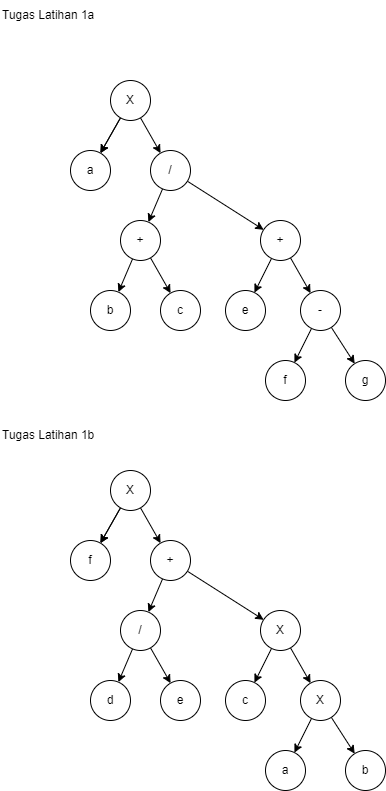 Tugas Latihan 1a
X
a /
+ +
b c e -
f g
Tugas Latihan 1b
X
f +
/ X
d e c X
a b